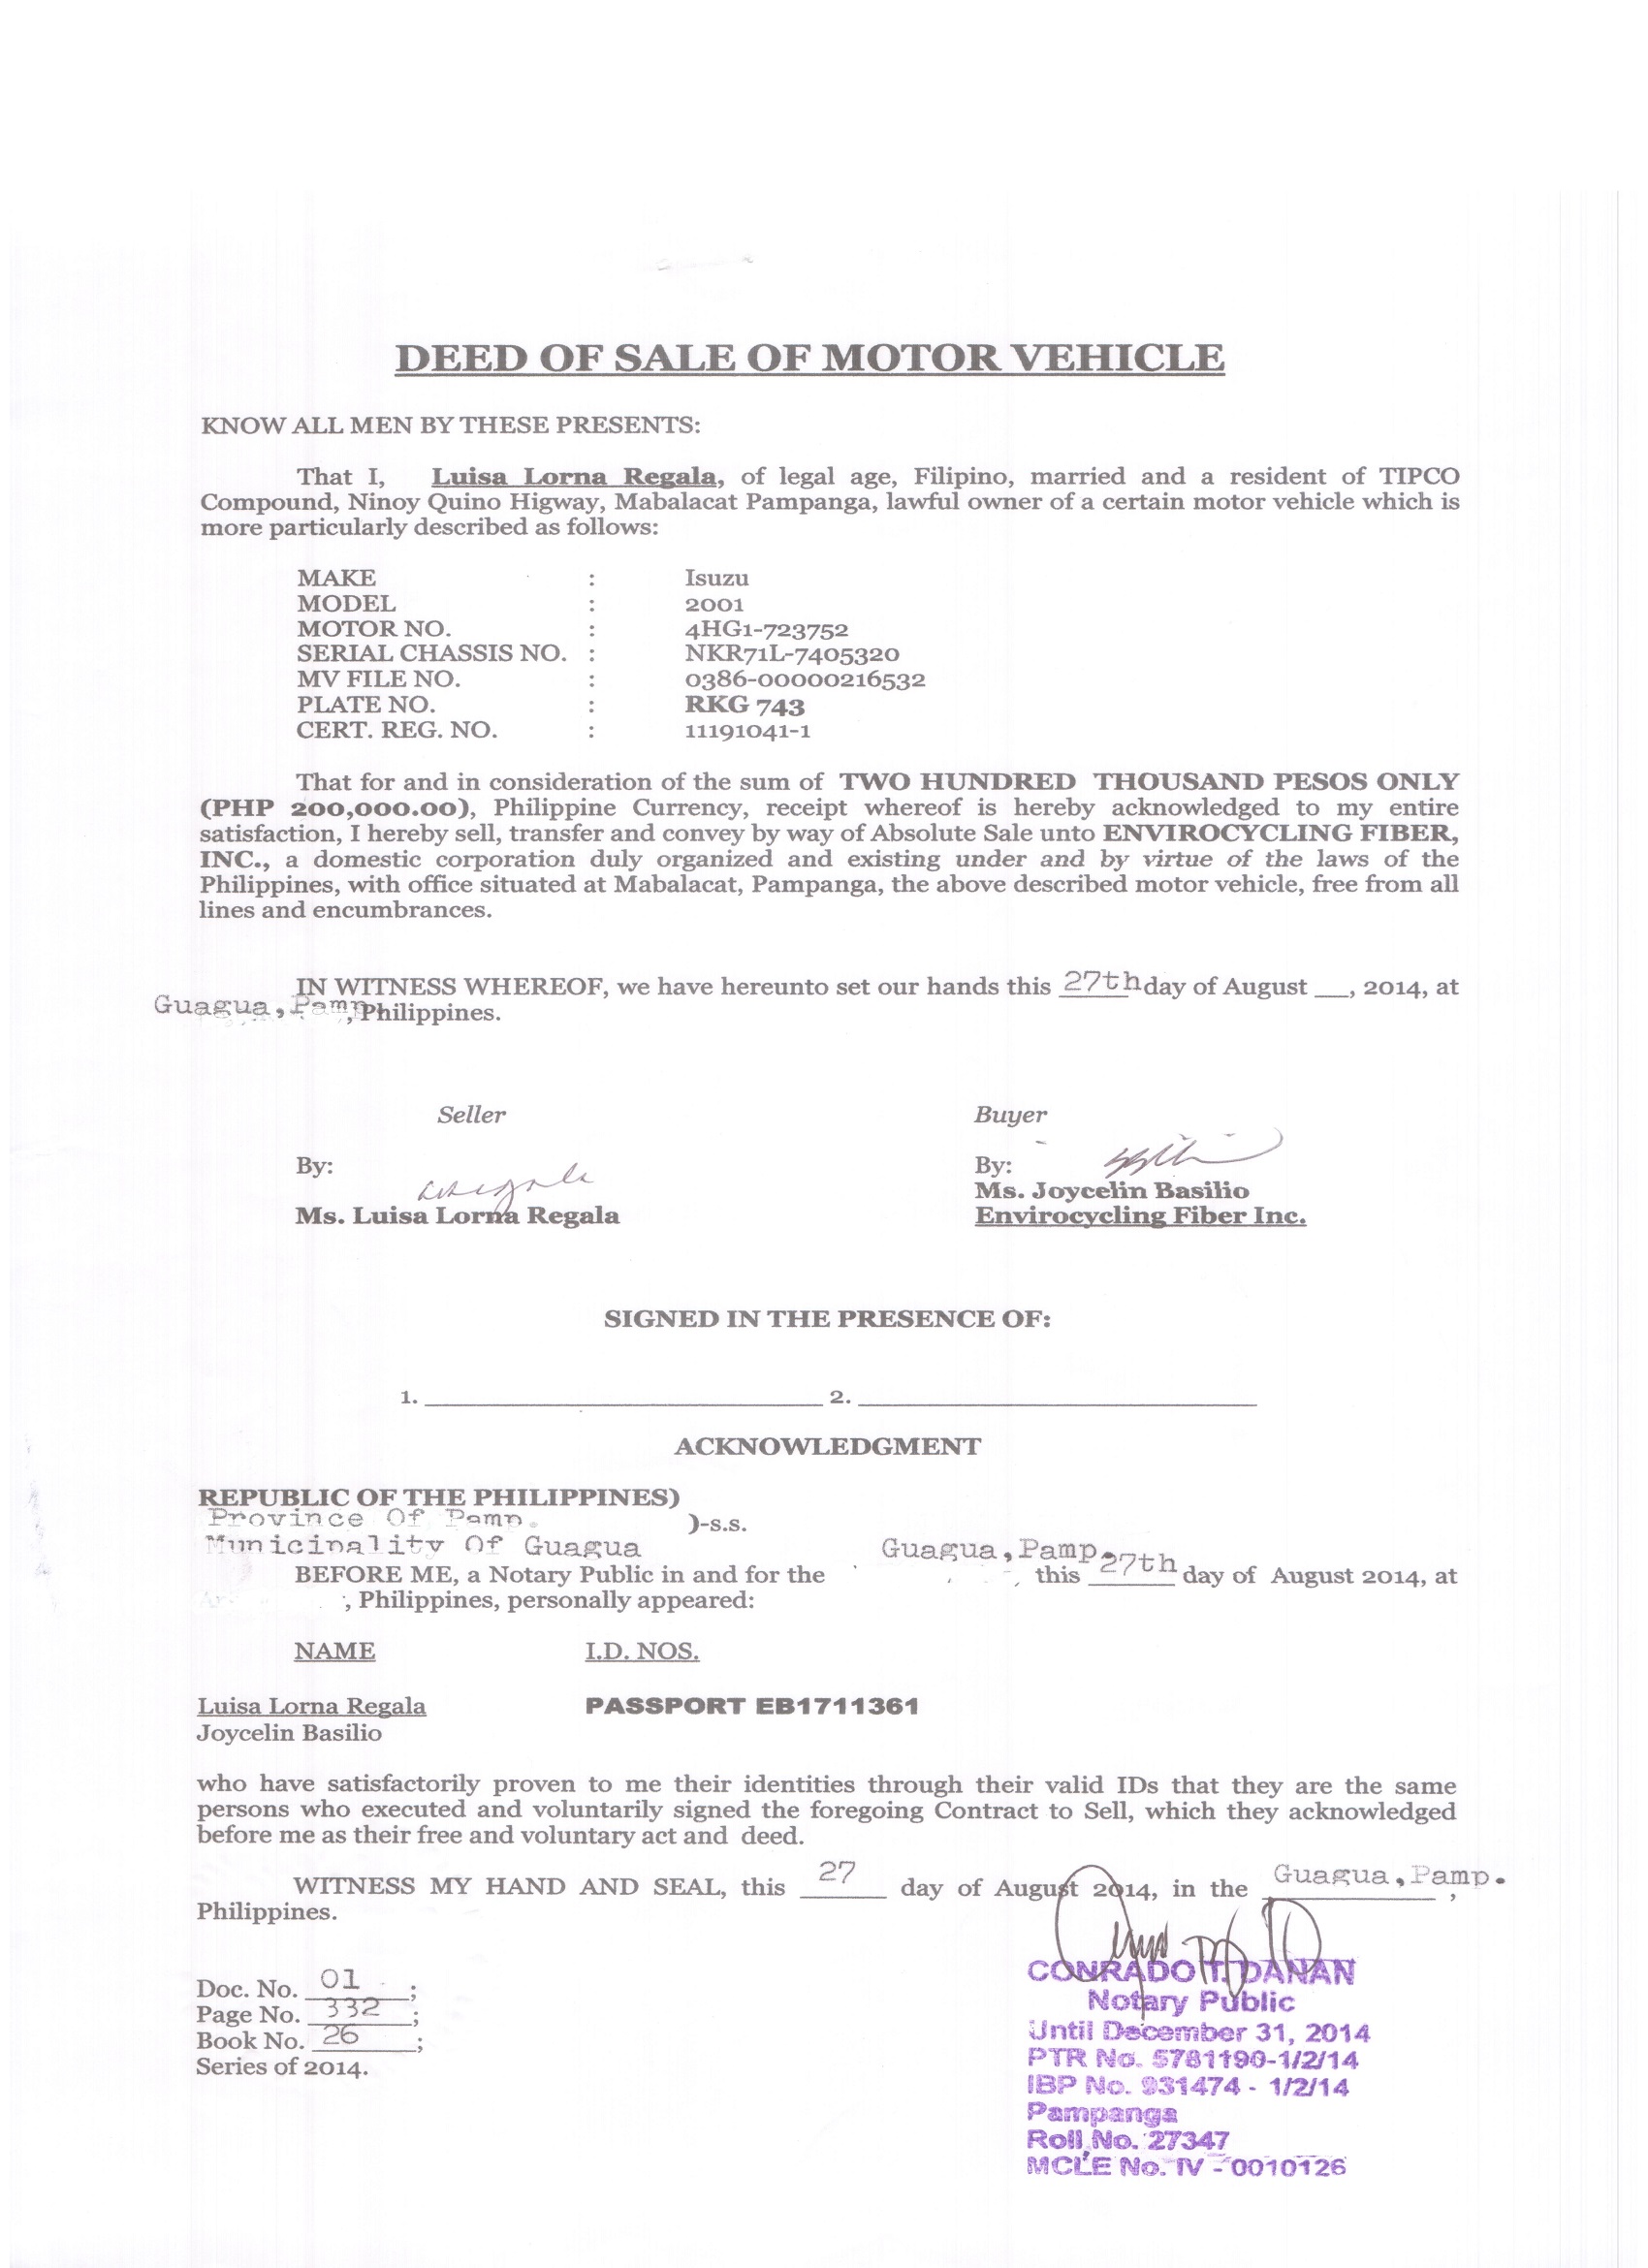 DEED OF SALE OF MOTOR VEHICLE
KNOW ALL MEN BY THESE PRESENTS:
That I, Luisa Lorna Regala, of legal age, Filipino, married and a resident of TIPCO
Compound, Ninoy Quino Higway, Mabalacat Pampanga, lawful owner of a certain motor vehicle which is
more particularly described as follows:
MAKE : Isuzu
MODEL : 2001
MOTOR NO. : 4HG1-723752
SERIAL CHASSIS NO. : NKR71L-7405320
MV FILE NO. : 0386-00000216532
PLATE NO. : RKG 743
CERT. REG. NO. : 11191041-1
That for and in consideration of the sum of TWO HUNDRED THOUSAND PESOS ONLY
(PHP 200,000.00), Philippine Currency, receipt whereof is hereby acknowledged to my entire
satisfaction, I hereby sell, transfer and convey by way of Absolute Sale unto ENVIROCYCLING FIBER,
INC., a domestic corporation duly organized and existing under and by virtue of the laws of the
Philippines, with office situated at Mabalacat, Pampanga, the above described motor vehicle, free from all
lines and encumbrances.
IN WITNESS WHEREOF, we have hereunto set our hands this 27th day of August __, 2014, at
Guagua,Pamp, Philippines.
Seller Buyer
By: By:
Ms. Joycelin Basilio
Ms. Luisa Lorna Regala Envirocycling Fiber Inc.
SIGNED IN THE PRESENCE OF:
1. ____________________ 2. ____________________
ACKNOWLEDGMENT
REPUBLIC OF THE PHILIPPINES)
Province Of Pamp. )-s.s.
Municipality Of Guagua Guagua,Pamp.
BEFORE ME, a Notary Public in and for the , this 27th day of August 2014, at
, Philippines, personally appeared:
NAME I.D. NOS.
Luisa Lorna Regala PASSPORT EB1711361
Joycelin Basilio
who have satisfactorily proven to me their identities through their valid IDs that they are the same
persons who executed and voluntarily signed the foregoing Contract to Sell, which they acknowledged
before me as their free and voluntary act and deed.
WITNESS MY HAND AND SEAL, this 27 day of August 2014, in the Guagua,Pamp. ,
Philippines.
Doc. No. 01 ;
Page No. 332 ;
Book No. 26 ;
Series of 2014.
CONRADO T. DANAN
Notary Public
Until December 31, 2014
PTR No. 5781190-1/2/14
IBP No. 931474 - 1/2/14
Pampanga
Roll No. 27347
MCLE No. IV - 0010126